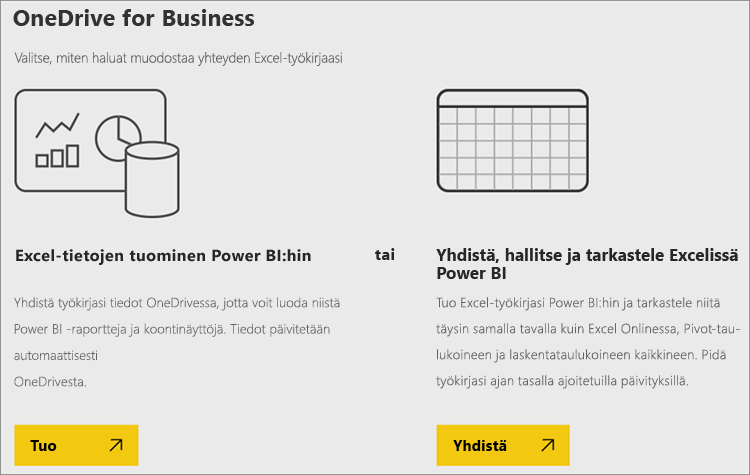 OneDrive for Business
Valitse, miten haluat muodostaa yhteyden Excel-työkirjaasi
Excel-tietojen tuominen Power BI:hin
Yhdistä työkirjasi tiedot OneDrivessa, jotta voit luoda niistä
Power BI -raportteja ja koontinäyttöjä. Tiedot päivitetään
automaattisesti
OneDrivesta.
Tuo
tai
Yhdistä, hallitse ja tarkastele Excelissä
Power BI
Tuo Excel-työkirjasi Power BI:hin ja tarkastele niitä
täysin samalla tavalla kuin Excel Onlinessa, Pivot-tau-
lukoineen ja laskentataulukoineen kaikkineen. Pidä
työkirjasi ajan tasalla ajoitetuilla päivityksillä.
Yhdistä